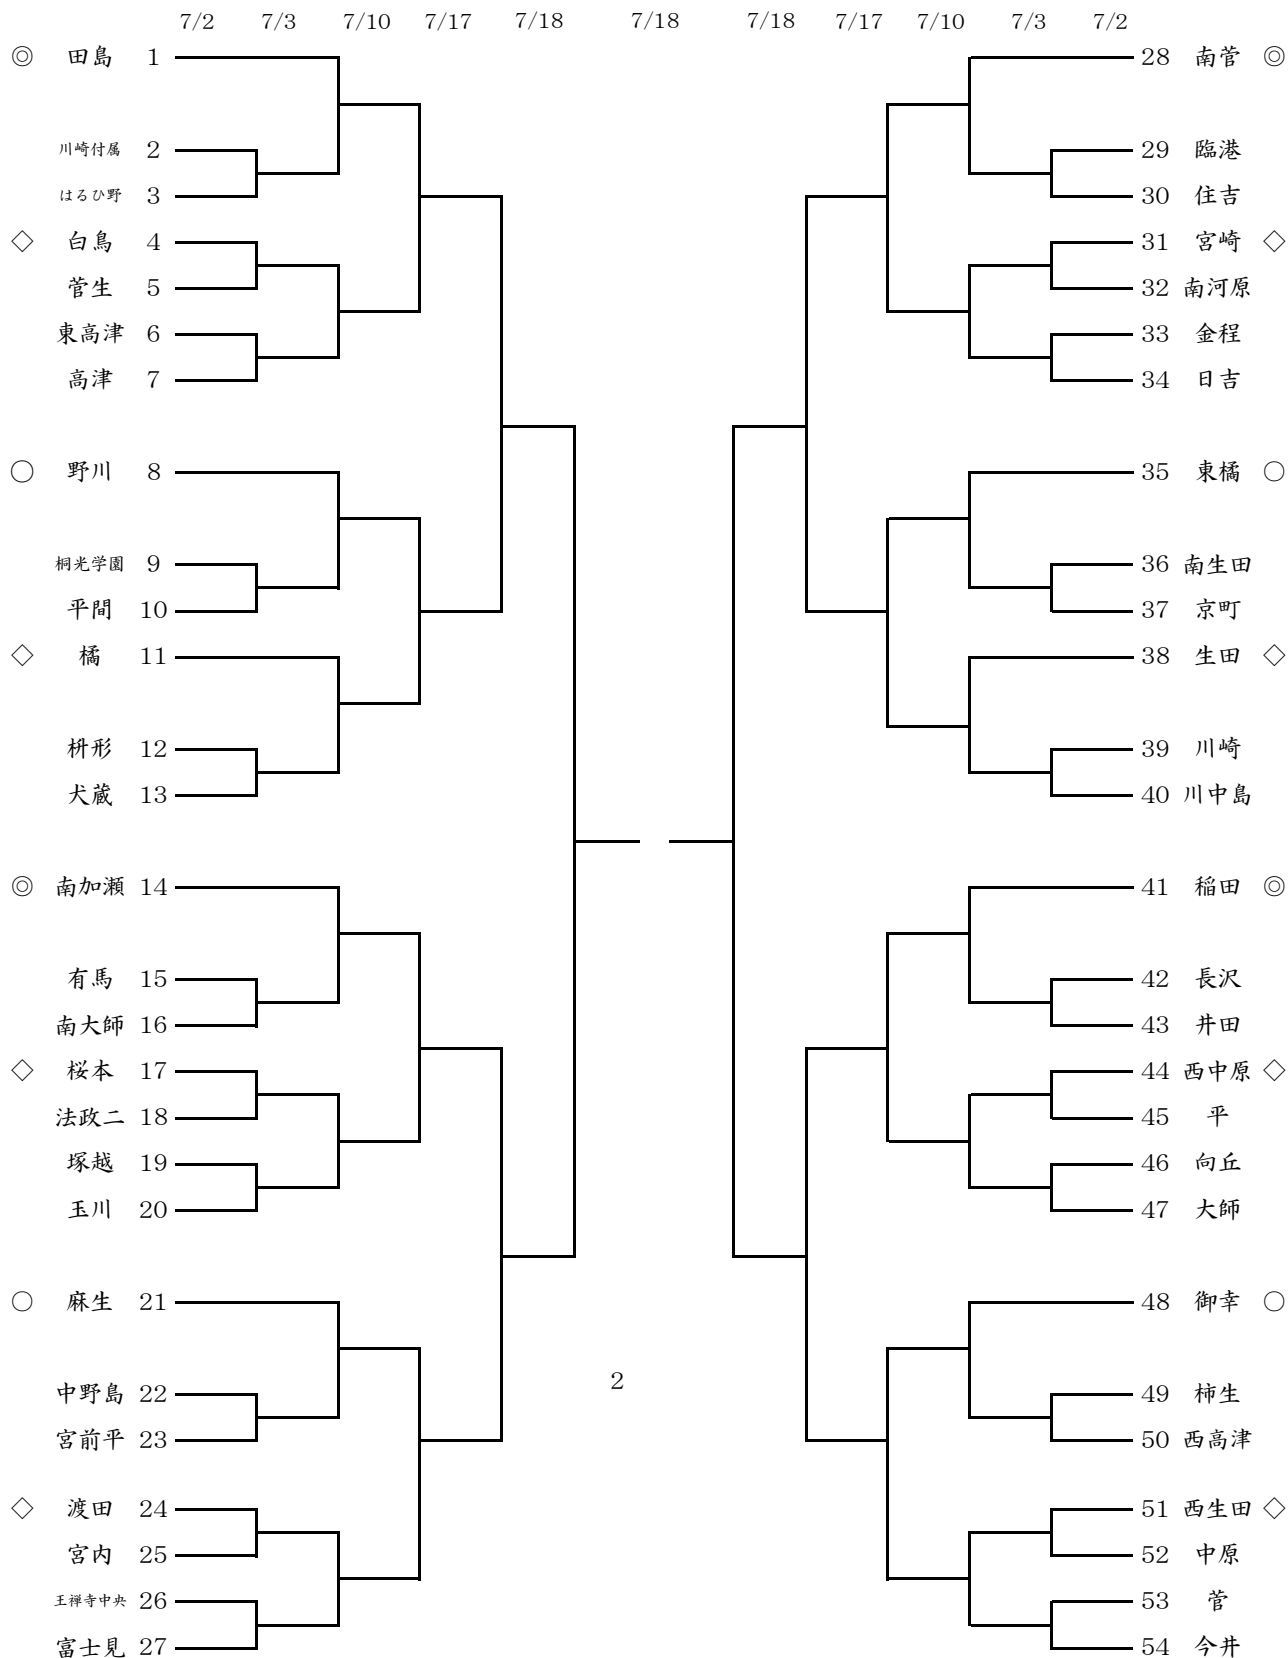 7/2 7/3 7/10 7/17 7/18 7/18 7/18 7/17 7/10 7/3 7/2
◎ 田島 1
川崎付属 2
はるひ野 3
◇ 白鳥 4
菅生 5
東高津 6
高津 7
○ 野川 8
桐光学園 9
平間 10
◇ 橘 11
枡形 12
犬蔵 13
◎ 南加瀬 14
有馬 15
南大師 16
◇ 桜本 17
法政二 18
塚越 19
玉川 20
○ 麻生 21
中野島 22
宮前平 23
◇ 渡田 24
宮内 25
王禅寺中央 26
富士見 27
2
28 南菅 ◎
29 臨港
30 住吉
31 宮崎 ◇
32 南河原
33 金程
34 日吉
35 東橘 ○
36 南生田
37 京町
38 生田 ◇
39 川崎
40 川中島
41 稲田 ◎
42 長沢
43 井田
44 西中原 ◇
45 平
46 向丘
47 大師
48 御幸 ○
49 柿生
50 西高津
51 西生田 ◇
52 中原
53 菅
54 今井